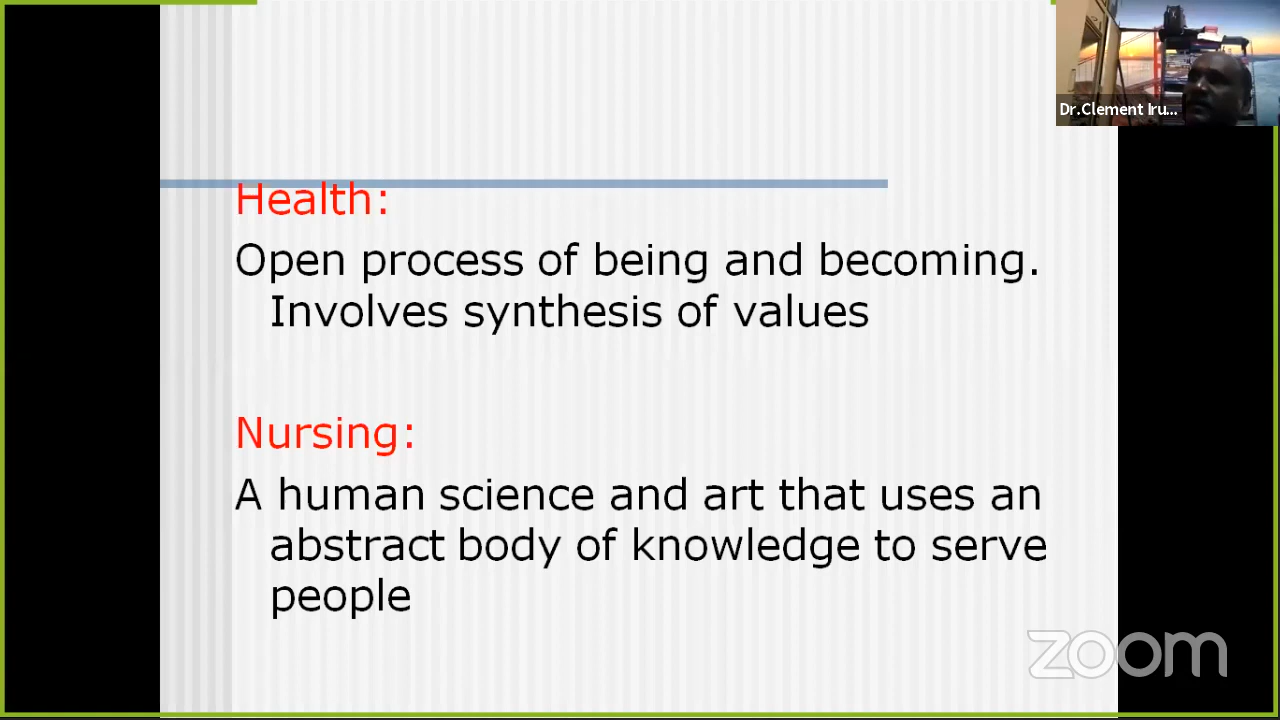 Dr.Clement Iru...
Health:
Open process of being and becoming.
Involves synthesis of values
Nursing:
A human science and art that uses an
abstract body of knowledge to serve
people
zoom